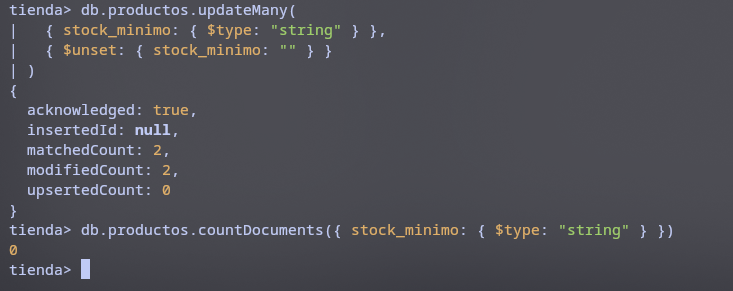 tienda> db.productos.updateMany(
|   { stock_minimo: { $type: "string" } },
|   { $unset: { stock_minimo: "" } }
| )
{
  acknowledged: true,
  insertedId: null,
  matchedCount: 2,
  modifiedCount: 2,
  upsertedCount: 0
}
tienda> db.productos.countDocuments({ stock_minimo: { $type: "string" } })
0
tienda>